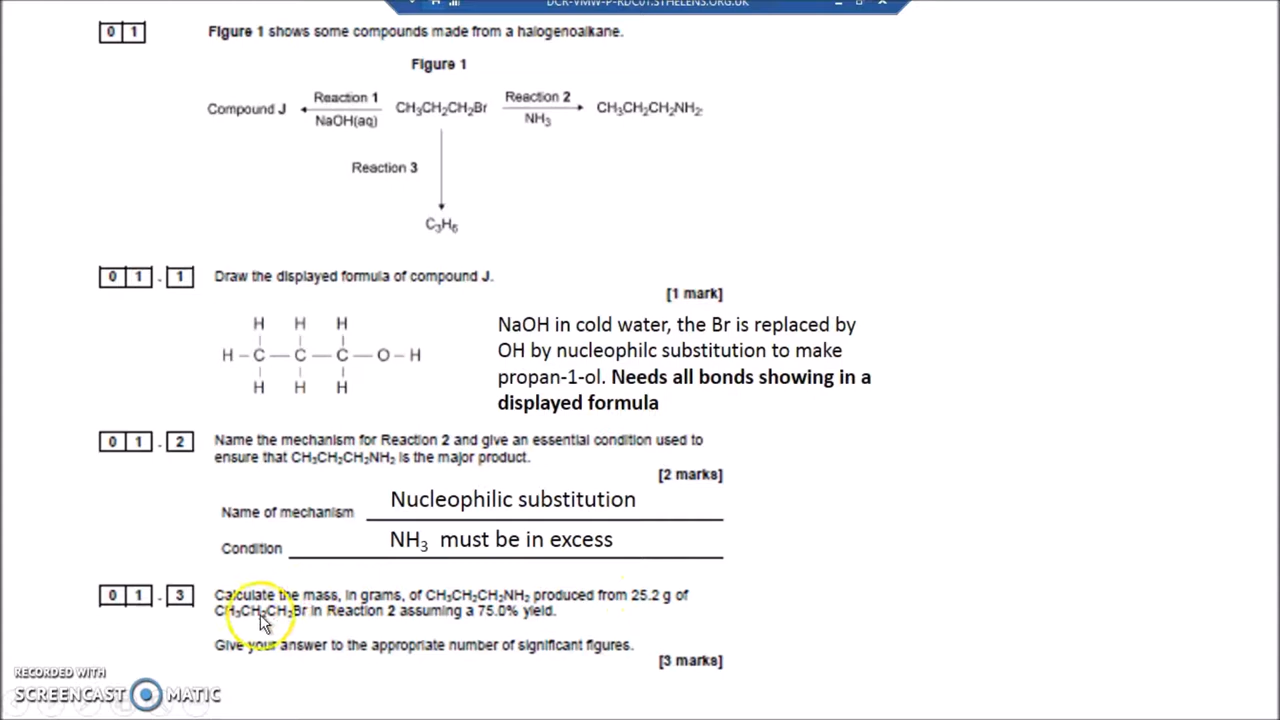 DCR-VMW-P-RDC01.STHELENS.ORG.UK
0 1 Figure 1 shows some compounds made from a halogenoalkane.
Figure 1
Compound J Reaction 1 NaOH(aq) CH₃CH₂CH₂Br Reaction 2 NH₃ CH₃CH₂CH₂NH₂
Reaction 3
C₃H₆
0 1 . 1 Draw the displayed formula of compound J.
[1 mark]
H H H
H – C — C — C — O – H
H H H
NaOH in cold water, the Br is replaced by
OH by nucleophilc substitution to make
propan-1-ol. Needs all bonds showing in a
displayed formula
0 1 . 2 Name the mechanism for Reaction 2 and give an essential condition used to
ensure that CH₃CH₂CH₂NH₂ is the major product.
[2 marks]
Name of mechanism Nucleophilic substitution
Condition NH₃ must be in excess
0 1 . 3 Calculate the mass, in grams, of CH₃CH₂CH₂NH₂ produced from 25.2 g of
CH₃CH₂CH₂Br in Reaction 2 assuming a 75.0% yield.
Give your answer to the appropriate number of significant figures.
[3 marks]
RECORDED WITH
SCREENCAST MATIC